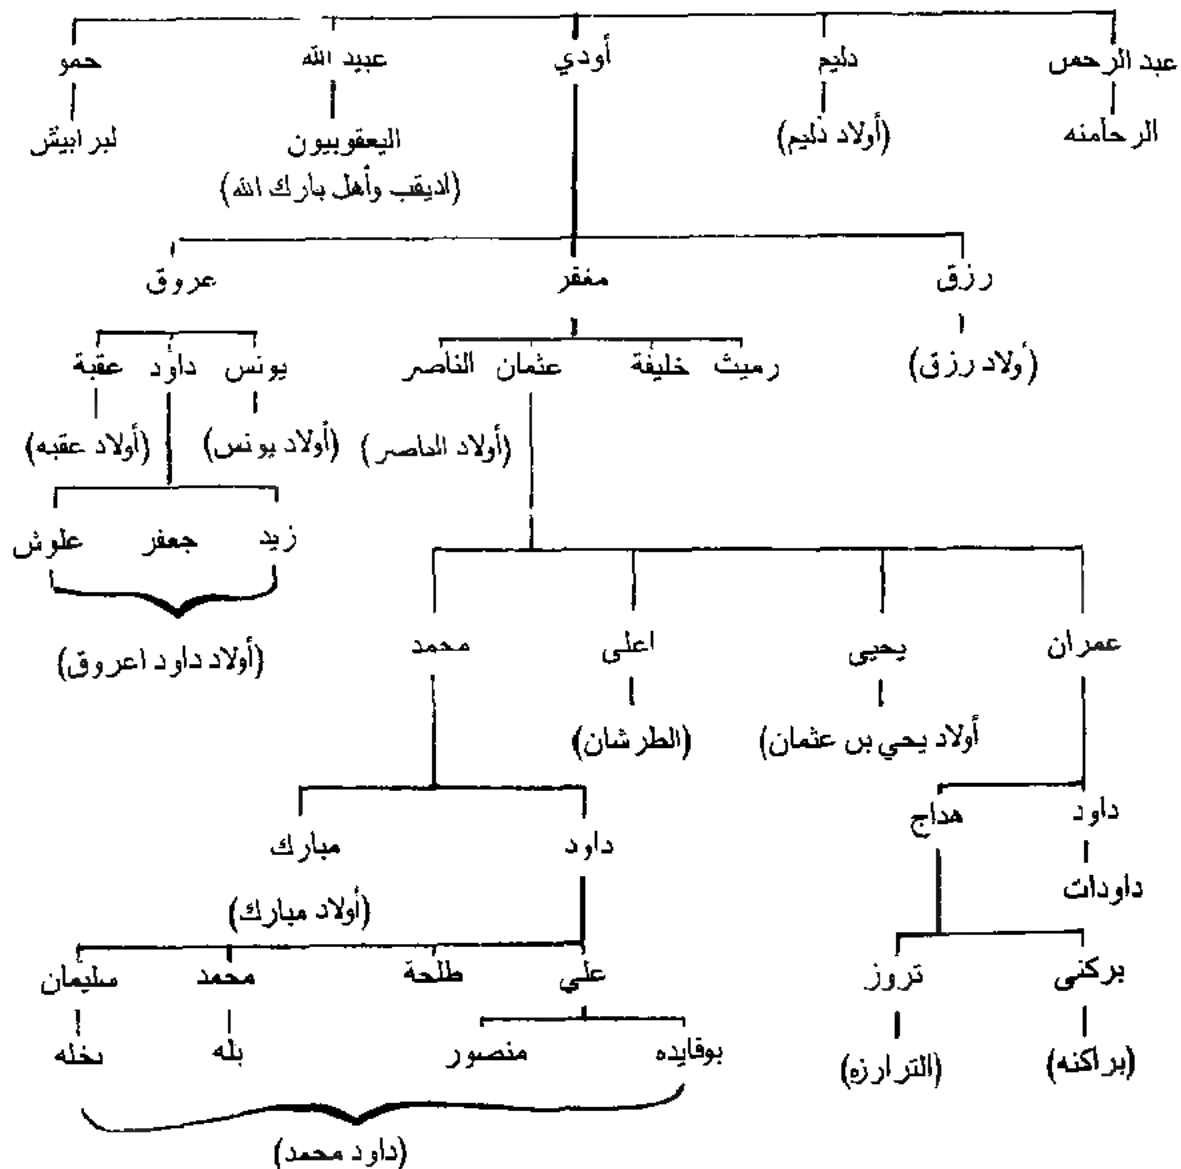 عبد الرحمن دليم أودي عبيد الله حمو
الرحامنه (أولاد دليم) اليعقوبيون لبرابيش
(اديقب وأهل بارك الله)
رزق مغفر عروق
رميث خليفة عثمان الناصر يونس داود عقبة
(أولاد رزق) (أولاد الناصر) (أولاد يونس) (أولاد عقبه)
زيد جعفر علوش
(أولاد داود اعروق)
عمران يحيى اعلى محمد
أولاد يحي بن عثمان) (الطرشان)
داود هداج داود مبارك
داودات (أولاد مبارك)
بركنى تروز علي طلحة محمد سليمان
(براكنه) (الترارزه) بوفايده منصور بله نخله
(داود محمد)